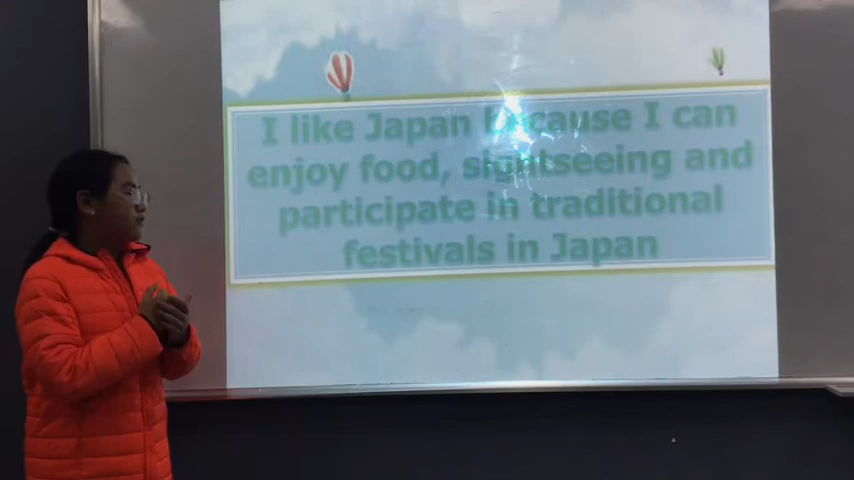 I like Japan because I can
enjoy food, sightseeing and
participate in traditional
festivals in Japan